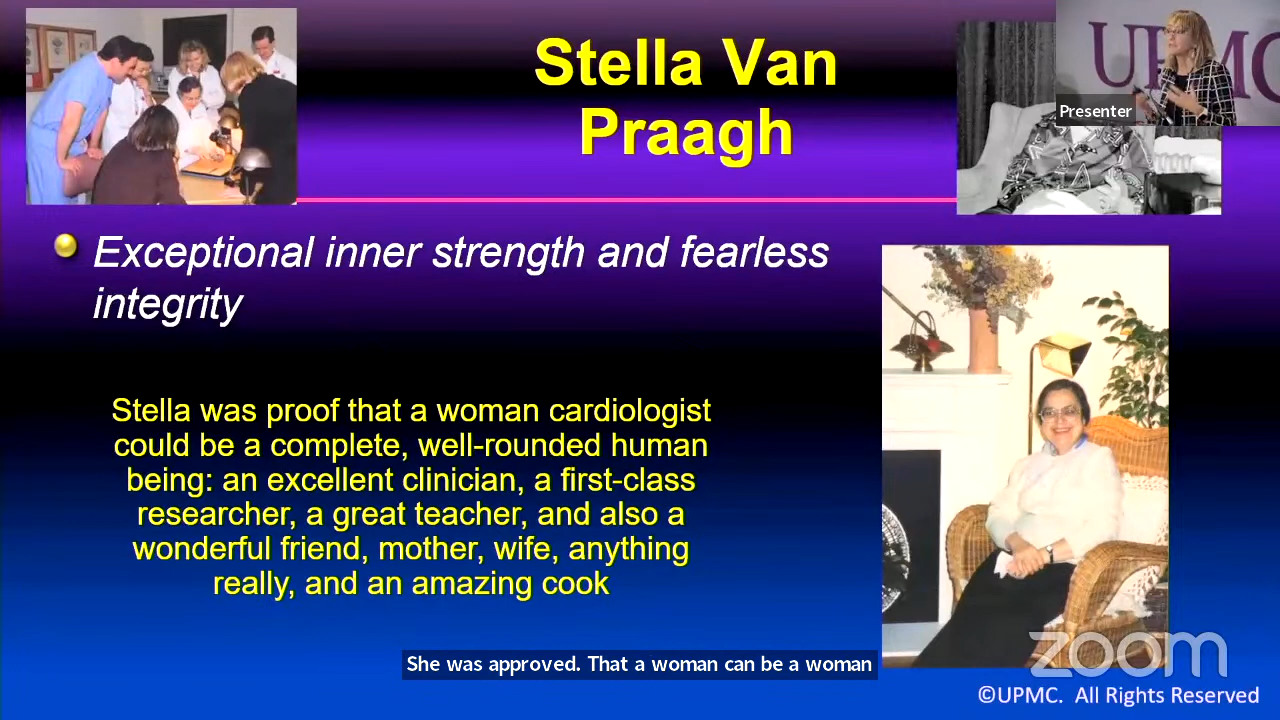 Stella Van
Praagh
UPMC
Presenter
Exceptional inner strength and fearless
integrity
Stella was proof that a woman cardiologist
could be a complete, well-rounded human
being: an excellent clinician, a first-class
researcher, a great teacher, and also a
wonderful friend, mother, wife, anything
really, and an amazing cook
She was approved. That a woman can be a woman
zoom
©UPMC. All Rights Reserved